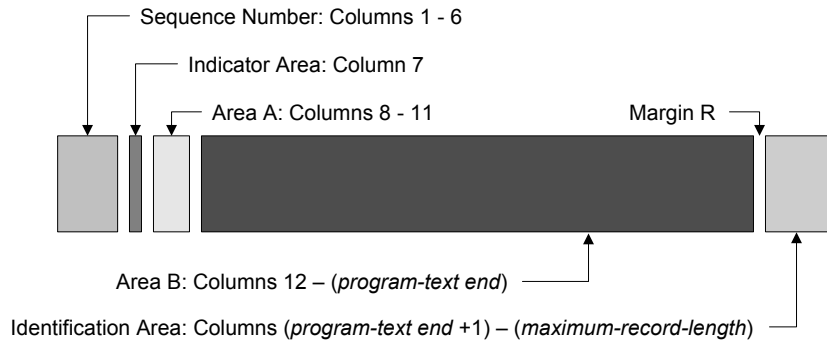 Sequence Number: Columns 1 - 6
Indicator Area: Column 7
Area A: Columns 8 - 11
Margin R
Area B: Columns 12 – (program-text end)
Identification Area: Columns (program-text end +1) – (maximum-record-length)